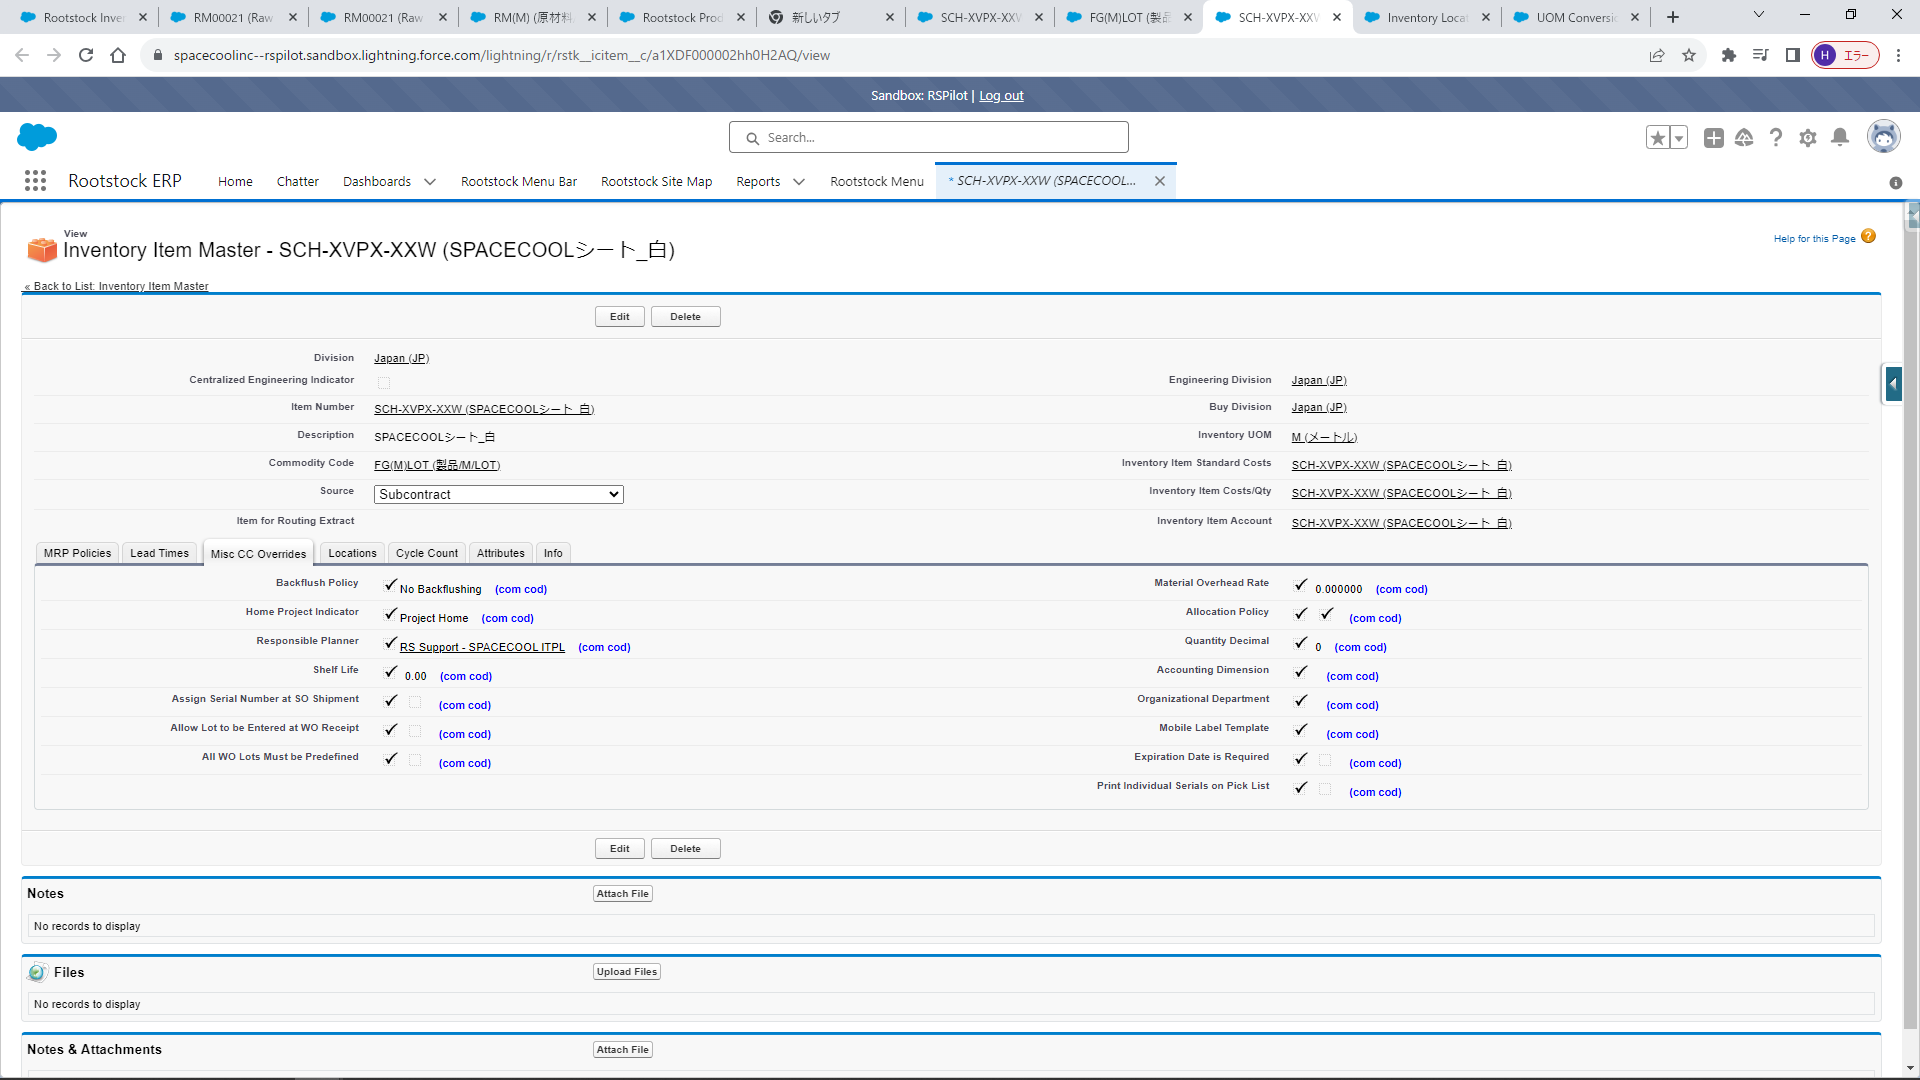 Rootstock Inven
RM00021 (Raw
RM00021 (Raw
RM(M) (原材料
Rootstock Prod
新しいタブ
SCH-XVPX-XXW
FG(M)LOT (製品
SCH-XVPX-XXW
Inventory Locat
UOM Conversio
spacecoolinc--rspilot.sandbox.lightning.force.com/lightning/r/rstk__icitem__c/a1XDF000002hh0H2AQ/view
H エラー
Sandbox: RSPilot | Log out
Search...
Rootstock ERP
Home
Chatter
Dashboards
Rootstock Menu Bar
Rootstock Site Map
Reports
Rootstock Menu
* SCH-XVPX-XXW (SPACECOOL...
View
Inventory Item Master - SCH-XVPX-XXW (SPACECOOLシート_白)
Help for this Page
« Back to List: Inventory Item Master
Edit Delete
Division Japan (JP)
Centralized Engineering Indicator
Engineering Division Japan (JP)
Item Number SCH-XVPX-XXW (SPACECOOLシート_白)
Buy Division Japan (JP)
Description SPACECOOLシート_白
Inventory UOM M (メートル)
Commodity Code FG(M)LOT (製品/M/LOT)
Inventory Item Standard Costs SCH-XVPX-XXW (SPACECOOLシート_白)
Source Subcontract
Inventory Item Costs/Qty SCH-XVPX-XXW (SPACECOOLシート_白)
Item for Routing Extract
Inventory Item Account SCH-XVPX-XXW (SPACECOOLシート_白)
MRP Policies
Lead Times
Misc CC Overrides
Locations
Cycle Count
Attributes
Info
Backflush Policy No Backflushing (com cod)
Material Overhead Rate 0.000000 (com cod)
Home Project Indicator Project Home (com cod)
Allocation Policy (com cod)
Responsible Planner RS Support - SPACECOOL ITPL (com cod)
Quantity Decimal 0 (com cod)
Shelf Life 0.00 (com cod)
Accounting Dimension (com cod)
Assign Serial Number at SO Shipment (com cod)
Organizational Department (com cod)
Allow Lot to be Entered at WO Receipt (com cod)
Mobile Label Template (com cod)
All WO Lots Must be Predefined (com cod)
Expiration Date is Required (com cod)
Print Individual Serials on Pick List (com cod)
Edit Delete
Notes Attach File
No records to display
Files Upload Files
No records to display
Notes & Attachments Attach File